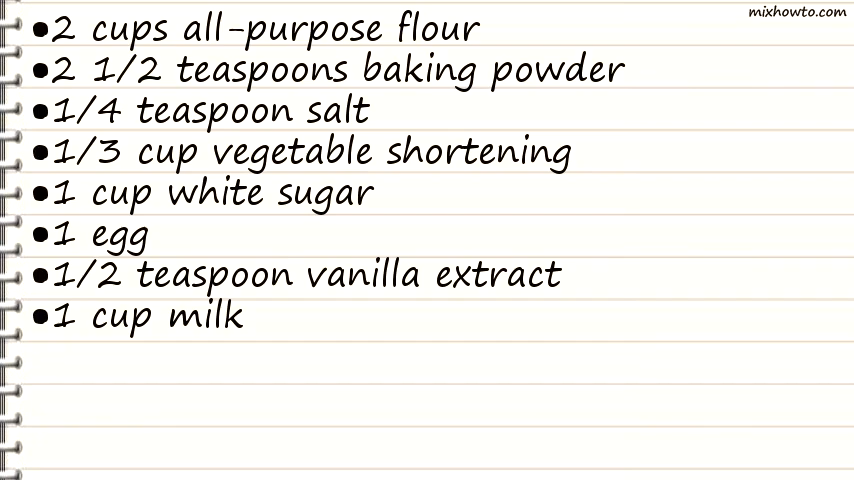 mixhowto.com
•2 cups all-purpose flour
•2 1/2 teaspoons baking powder
•1/4 teaspoon salt
•1/3 cup vegetable shortening
•1 cup white sugar
•1 egg
•1/2 teaspoon vanilla extract
•1 cup milk